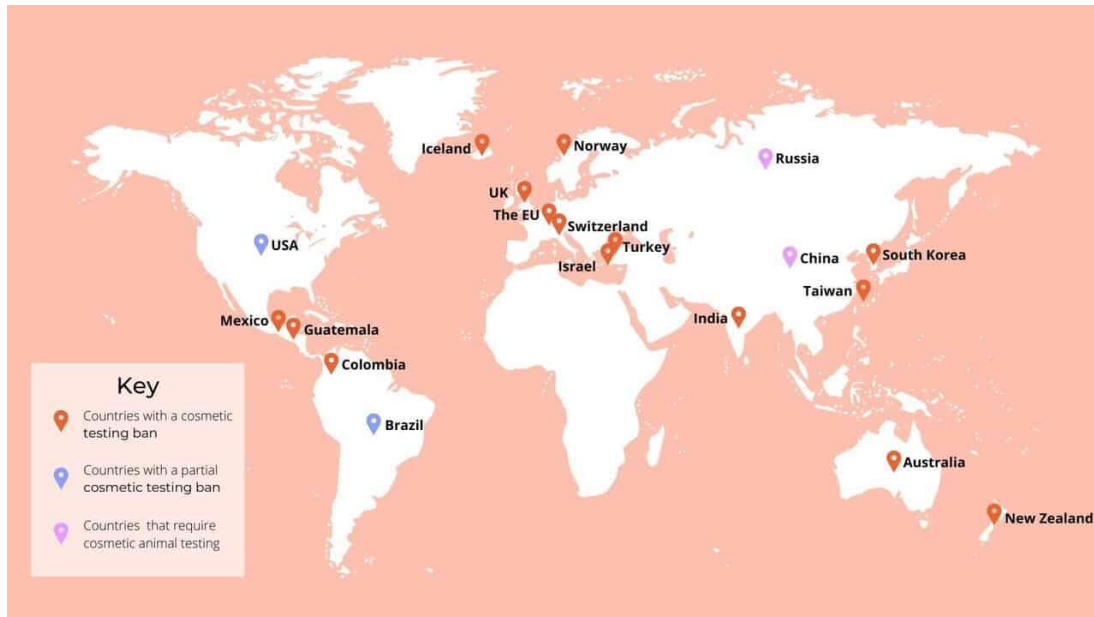 Iceland
Norway
Russia
UK
The EU
Switzerland
USA
Turkey
Israel
China
South Korea
Taiwan
Mexico
Guatemala
India
Colombia
Brazil
Australia
New Zealand
Key
Countries with a cosmetic
testing ban
Countries with a partial
cosmetic testing ban
Countries that require
cosmetic animal testing